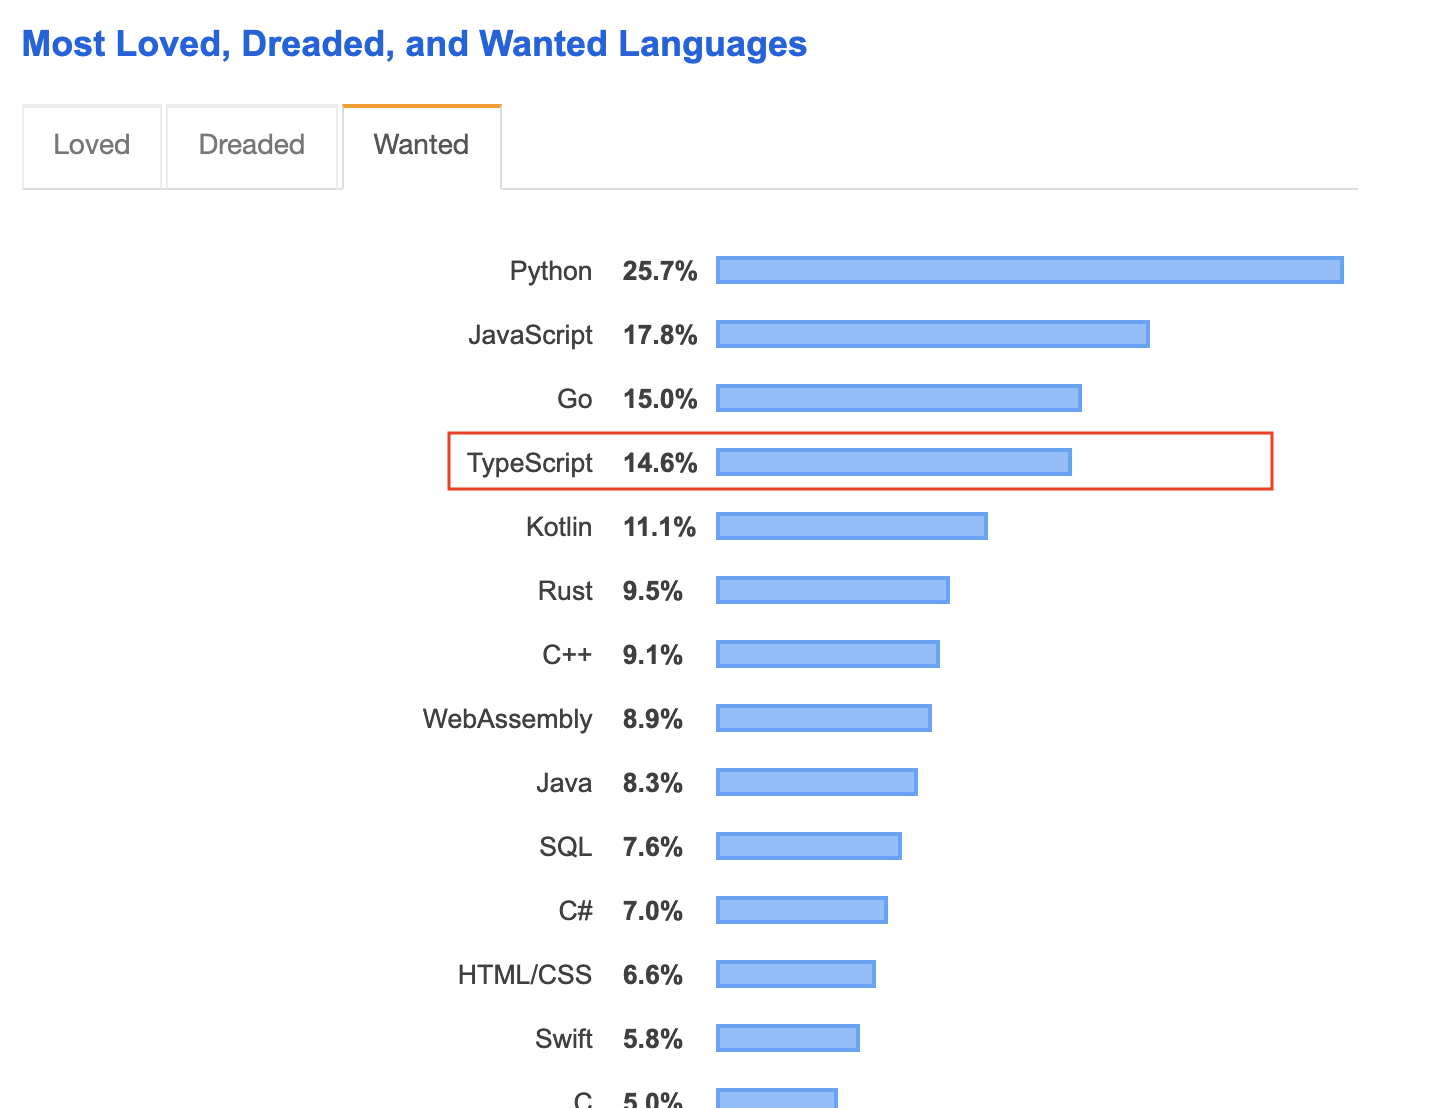 Most Loved, Dreaded, and Wanted Languages
Loved Dreaded Wanted
Python 25.7%
JavaScript 17.8%
Go 15.0%
TypeScript 14.6%
Kotlin 11.1%
Rust 9.5%
C++ 9.1%
WebAssembly 8.9%
Java 8.3%
SQL 7.6%
C# 7.0%
HTML/CSS 6.6%
Swift 5.8%
C 5.0%